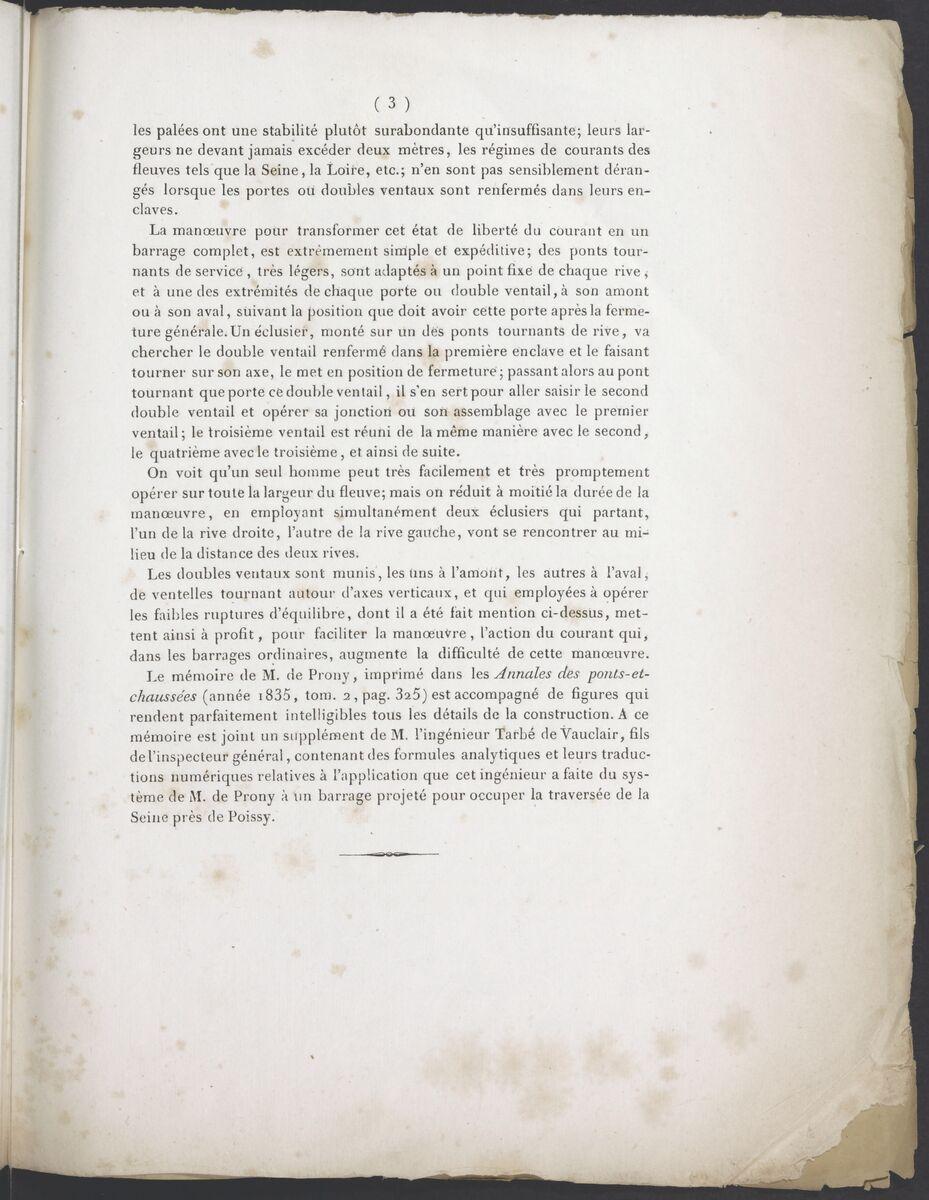 ( 3 )
les palées ont une stabilité plutôt surabondante qu'insuffisante; leurs lar-
geurs ne devant jamais excéder deux mètres, les régimes de courants des
fleuves tels que la Seine, la Loire, etc.; n'en sont pas sensiblement déran-
gés lorsque les portes ou doubles ventaux sont renfermés dans leurs en-
claves.
La manœuvre pour transformer cet état de liberté du courant en un
barrage complet, est extrêmement simple et expéditive; des ponts tour-
nants de service, très légers, sont adaptés à un point fixe de chaque rive,
et à une des extrémités de chaque porte ou double ventail, à son amont
ou à son aval, suivant la position que doit avoir cette porte après la ferme-
ture générale. Un éclusier, monté sur un des ponts tournants de rive, va
chercher le double ventail renfermé dans la première enclave et le faisant
tourner sur son axe, le met en position de fermeture; passant alors au pont
tournant que porte ce double ventail, il s'en sert pour aller saisir le second
double ventail et opérer sa jonction ou son assemblage avec le premier
ventail; le troisième ventail est réuni de la même manière avec le second,
le quatrième avec le troisième, et ainsi de suite.
On voit qu'un seul homme peut très facilement et très promptement
opérer sur toute la largeur du fleuve; mais on réduit à moitié la durée de la
manœuvre, en employant simultanément deux éclusiers qui partant,
l'un de la rive droite, l'autre de la rive gauche, vont se rencontrer au mi-
lieu de la distance des deux rives.
Les doubles ventaux sont munis, les uns à l'amont, les autres à l'aval,
de ventelles tournant autour d'axes verticaux, et qui employées à opérer
les faibles ruptures d'équilibre, dont il a été fait mention ci-dessus, met-
tent ainsi à profit, pour faciliter la manœuvre, l'action du courant qui,
dans les barrages ordinaires, augmente la difficulté de cette manœuvre.
Le mémoire de M. de Prony, imprimé dans les Annales des ponts-et-
chaussées (année 1835, tom. 2, pag. 325) est accompagné de figures qui
rendent parfaitement intelligibles tous les détails de la construction. A ce
mémoire est joint un supplément de M. l'ingénieur Tarbé de Vauclair, fils
de l'inspecteur général, contenant des formules analytiques et leurs traduc-
tions numériques relatives à l'application que cet ingénieur a faite du sys-
tème de M. de Prony à un barrage projeté pour occuper la traversée de la
Seine près de Poissy.